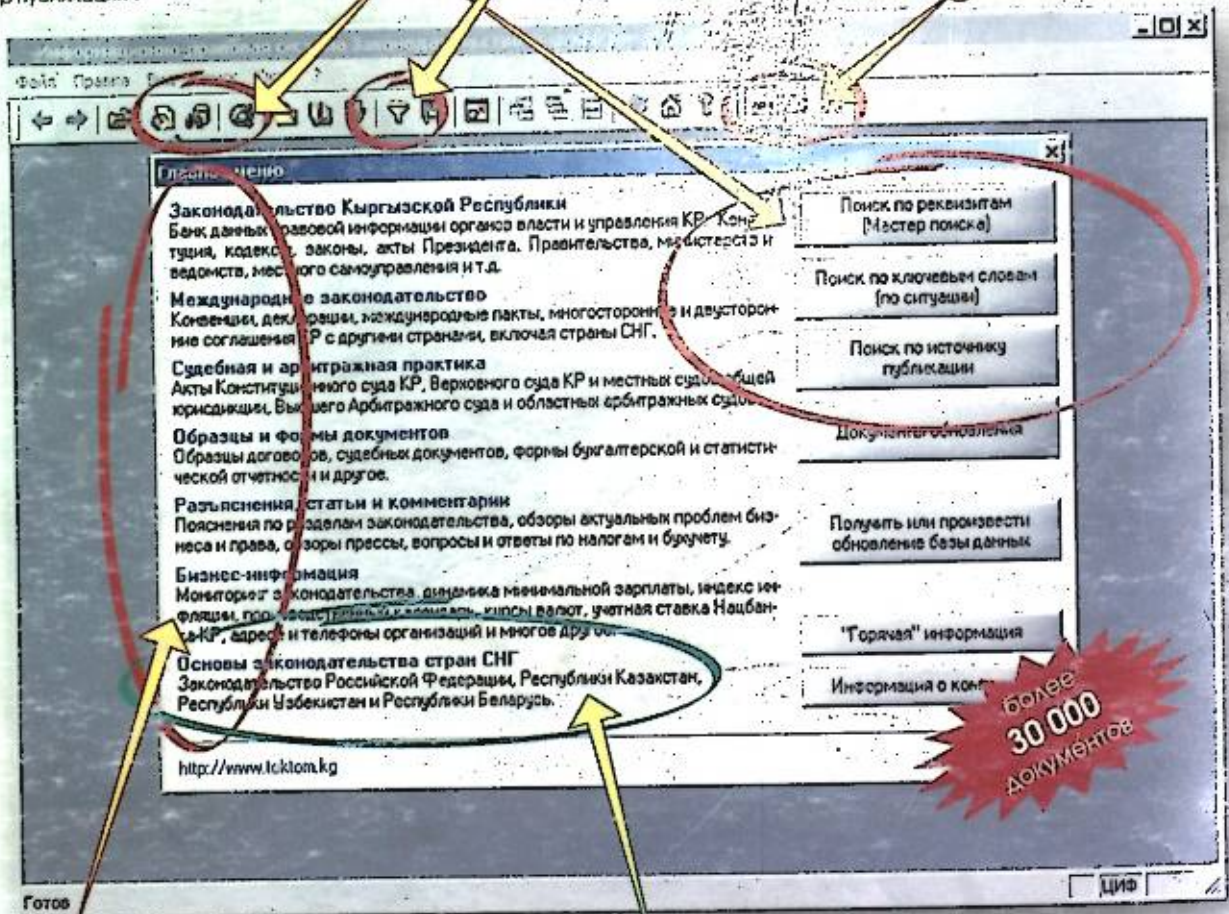 Файл Правка
Главное меню
Законодательство Кыргызской Республики
Банк данных правовой информации органов власти и управления КР. Конституция, кодексы, законы, акты Президента. Правительства, министерств и
ведомств, местного самоуправления и т.д.
Международное законодательство
Конвенции, декларации, международные пакты, многосторонние и двусторон-
ние соглашения КР с другими странами, включая страны СНГ.
Судебная и арбитражная практика
Акты Конституционного суда КР, Верховного суда КР и местных судов общей
юрисдикции, Высшего Арбитражного суда и областных арбитражных судов
Образцы и формы документов
Образцы договоров, судебных документов, формы бухгалтерской и статисти-
ческой отчетности и другое.
Разъяснения, статьи и комментарии
Пояснения по разделам законодательства, обзоры актуальных проблем биз-
неса и права, обзоры прессы, вопросы и ответы по налогам и бухучету.
Бизнес-информация
Мониторинг законодательства, динамика минимальной зарплаты, индекс ин-
фляции, производственный календарь, курсы валют, учетная ставка Нацбан-
ка КР, адреса и телефоны организаций и многое другое.
Основы законодательства стран СНГ
Законодательство Российской Федерации, Республики Казахстан,
Республики Узбекистан и Республики Беларусь.
http://www.toktom.kg
Поиск по реквизитам
(Мастер поиска)
Поиск по ключевым словам
(по ситуации)
Поиск по источнику
публикации
Документы обновления
Получить или произвести
обновление базы данных
"Горячая" информация
Информация о
более
30 000
документов
Готов
ЦИФ